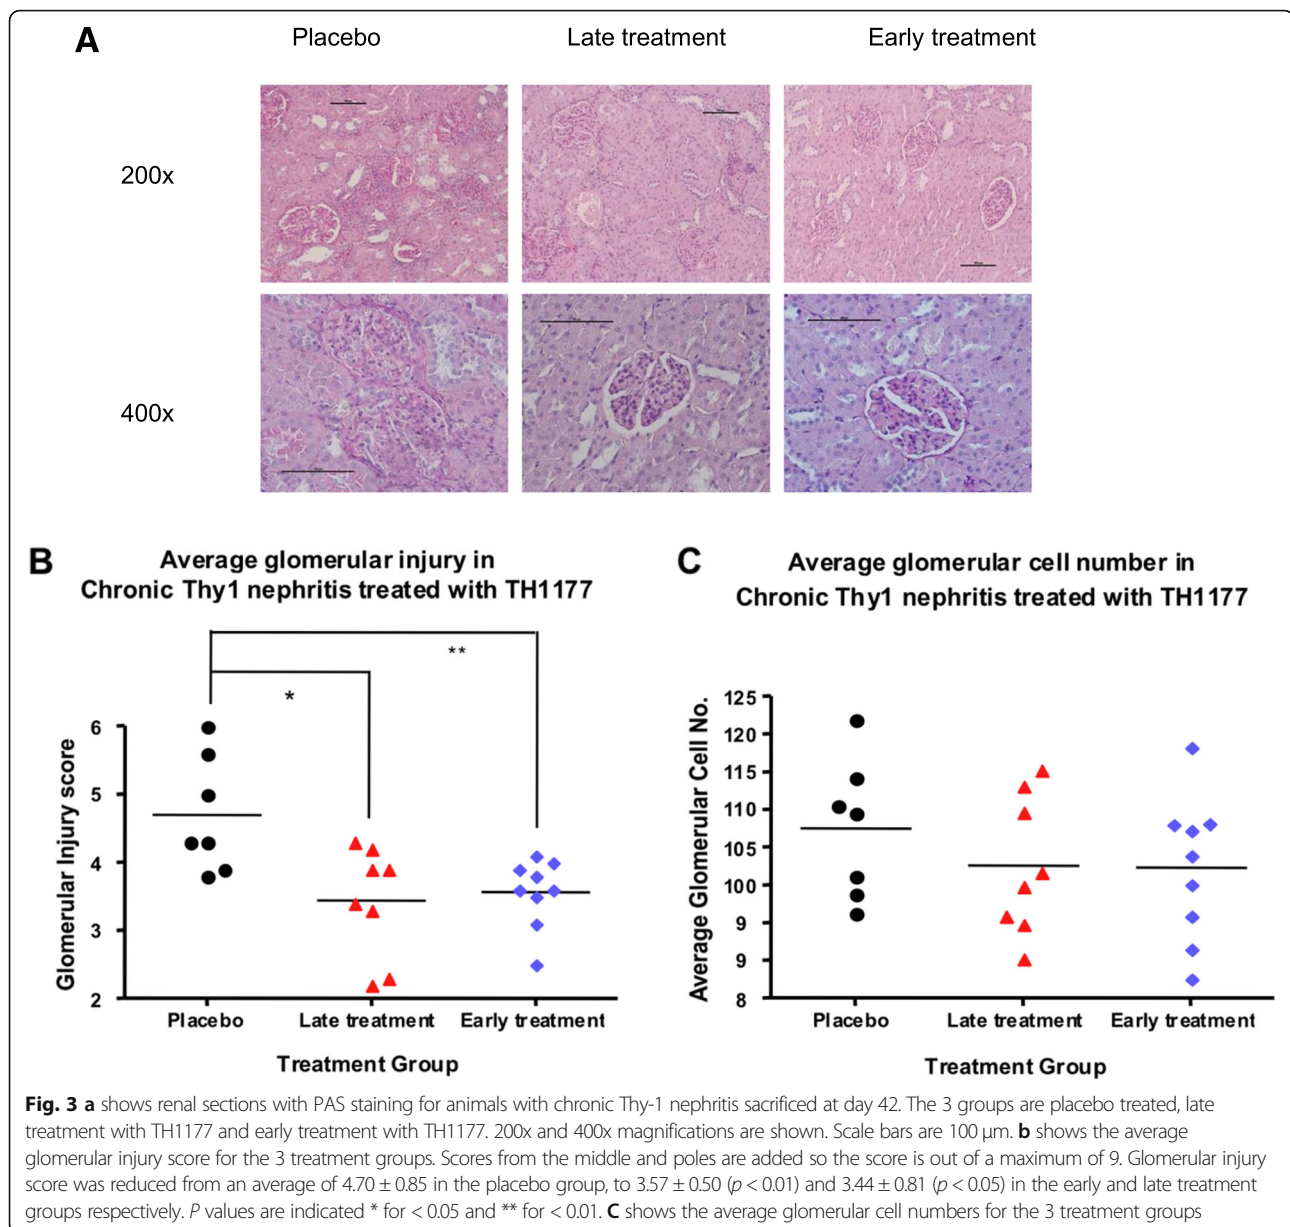 A
Placebo
Late treatment
Early treatment
200x
400x
B
Average glomerular injury in
Chronic Thy1 nephritis treated with TH1177
**
*
Glomerular Injury score
6
5
4
3
2
Placebo
Late treatment
Early treatment
Treatment Group
C
Average glomerular cell number in
Chronic Thy1 nephritis treated with TH1177
Average Glomerular Cell No.
125
120
115
110
105
100
9
9
8
Placebo
Late treatment
Early treatment
Treatment Group
Fig. 3 a shows renal sections with PAS staining for animals with chronic Thy-1 nephritis sacrificed at day 42. The 3 groups are placebo treated, late
treatment with TH1177 and early treatment with TH1177. 200x and 400x magnifications are shown. Scale bars are 100 μm. b shows the average
glomerular injury score for the 3 treatment groups. Scores from the middle and poles are added so the score is out of a maximum of 9. Glomerular injury
score was reduced from an average of 4.70 ± 0.85 in the placebo group, to 3.57 ± 0.50 (p < 0.01) and 3.44 ± 0.81 (p < 0.05) in the early and late treatment
groups respectively. P values are indicated * for < 0.05 and ** for < 0.01. C shows the average glomerular cell numbers for the 3 treatment groups